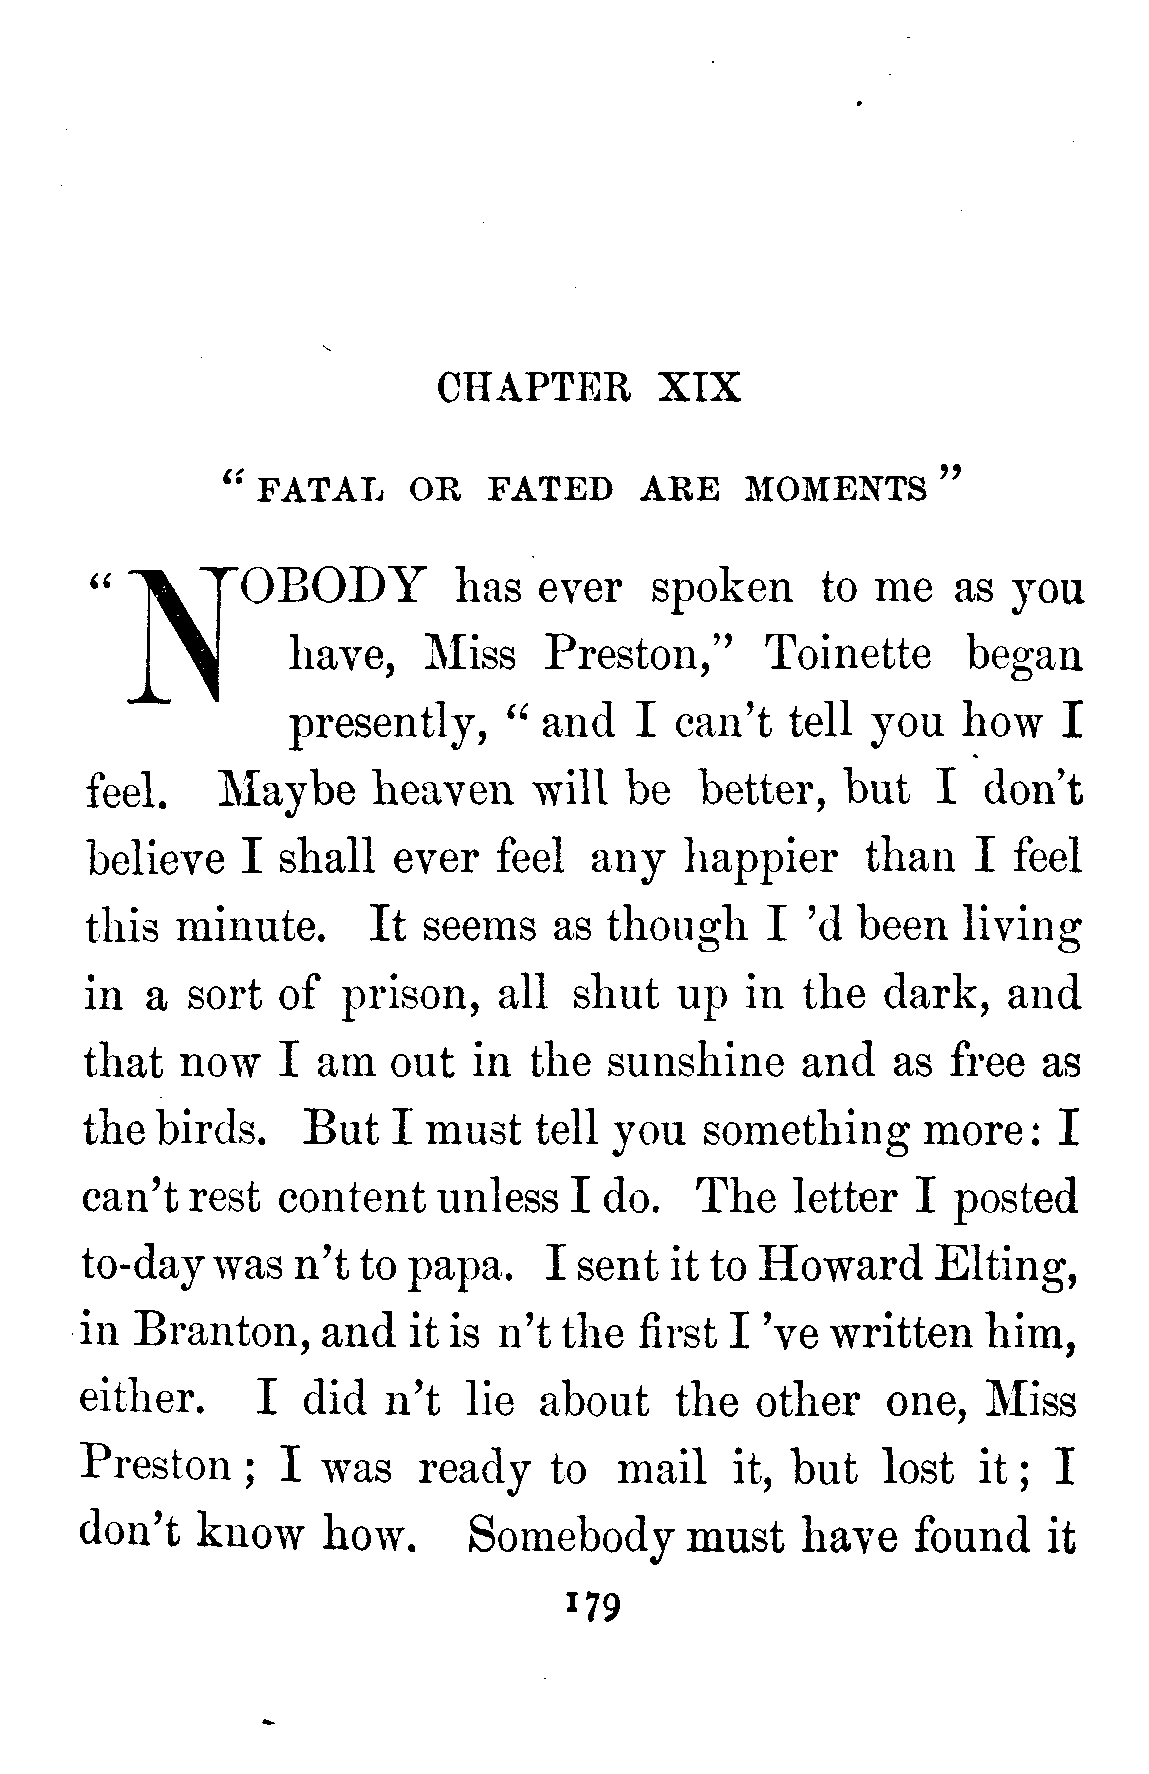 CHAPTER XIX
“ FATAL OR FATED ARE MOMENTS ”
“ NOBODY has ever spoken to me as you
have, Miss Preston,” Toinette began
presently, “ and I can’t tell you how I
feel. Maybe heaven will be better, but I don’t
believe I shall ever feel any happier than I feel
this minute. It seems as though I ’d been living
in a sort of prison, all shut up in the dark, and
that now I am out in the sunshine and as free as
the birds. But I must tell you something more: I
can’t rest content unless I do. The letter I posted
to-day was n’t to papa. I sent it to Howard Elting,
in Branton, and it is n’t the first I ’ve written him,
either. I did n’t lie about the other one, Miss
Preston ; I was ready to mail it, but lost it ; I
don’t know how. Somebody must have found it
179